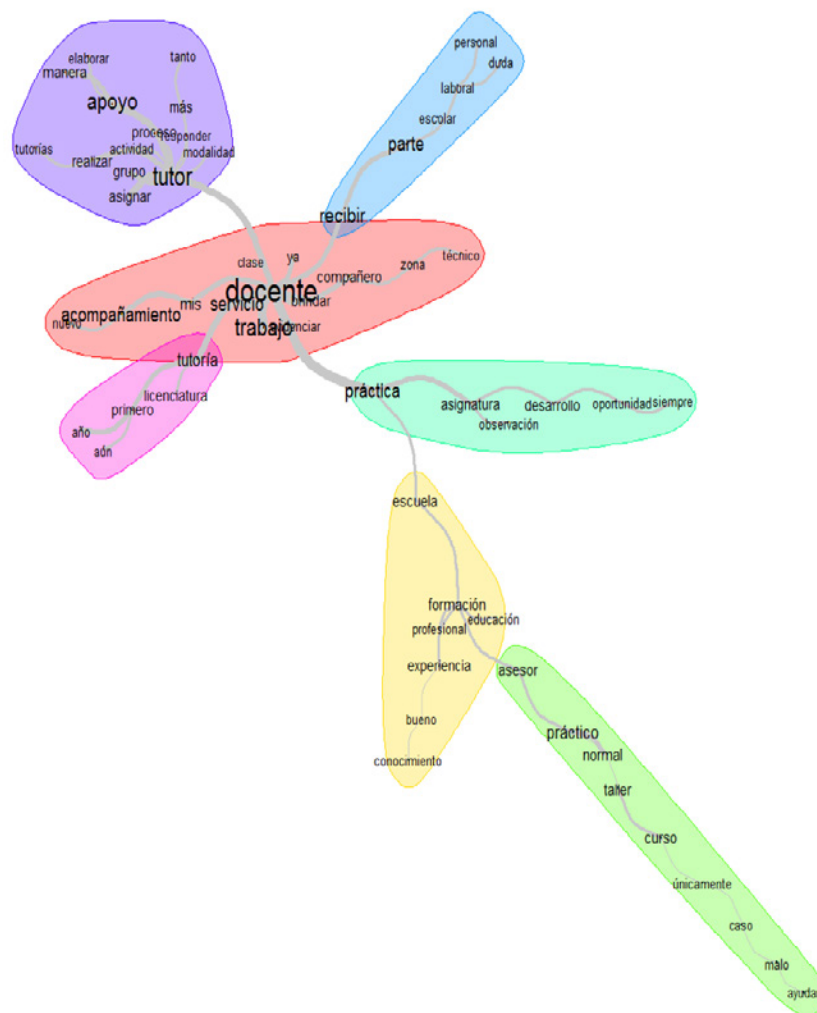 elaborar
tanto
manera
apoyo
más
proceso
responder
tutorías
actividad
modalidad
realizar
grupo
tutor
asignar
personal
duda
laboral
escolar
parte
recibir
clase
ya
técnico
zona
compañero
docente
brindar
servicio
mis
acompañamiento
nuevo
trabajo
tutoría
licenciatura
primero
año
aón
práctica
asignatura
desarrollo
oportunidad
siempre
observación
escuela
formación
educación
profesional
experiencia
bueno
conocimiento
asesor
práctico
normal
taller
curso
únicamente
caso
malo
ayudar